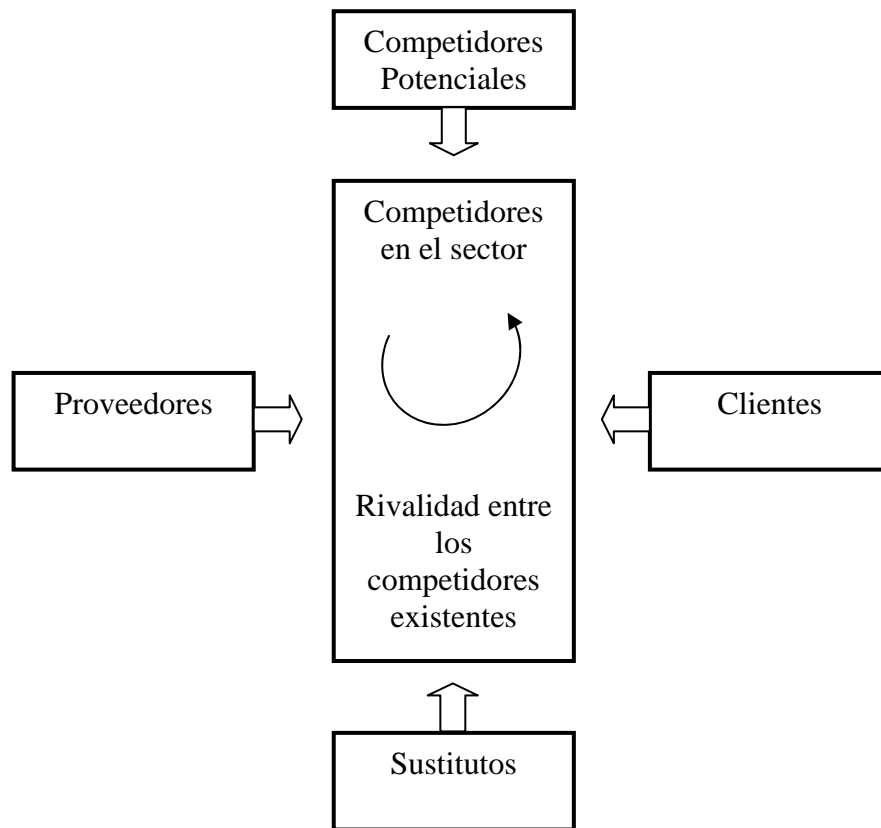 Competidores
Potenciales
Competidores
en el sector
Proveedores
Clientes
Rivalidad entre
los
competidores
existentes
Sustitutos